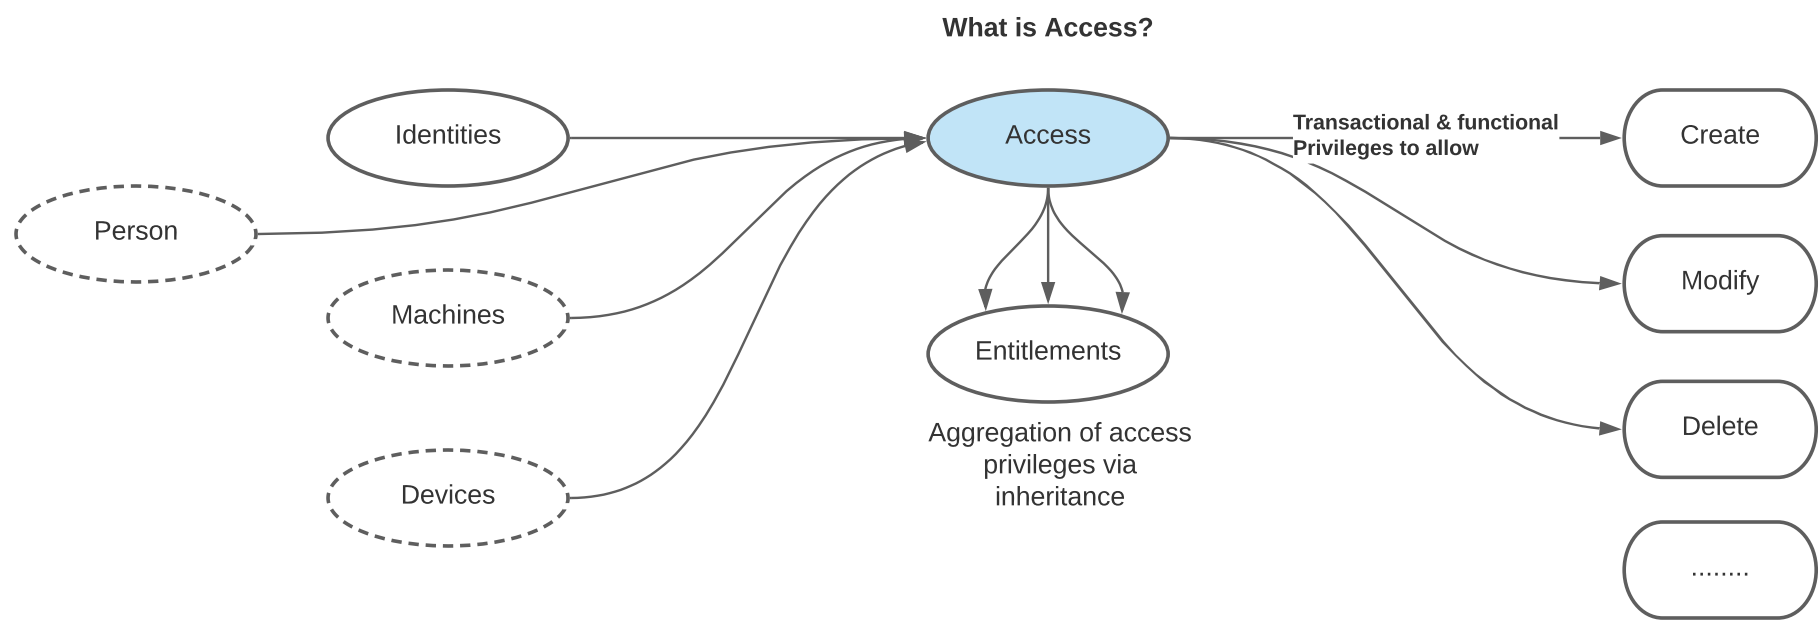 What is Access?
Identities
Access
Transactional & functional
Privileges to allow
Create
Person
Machines
Modify
Entitlements
Aggregation of access
privileges via
inheritance
Delete
Devices
........